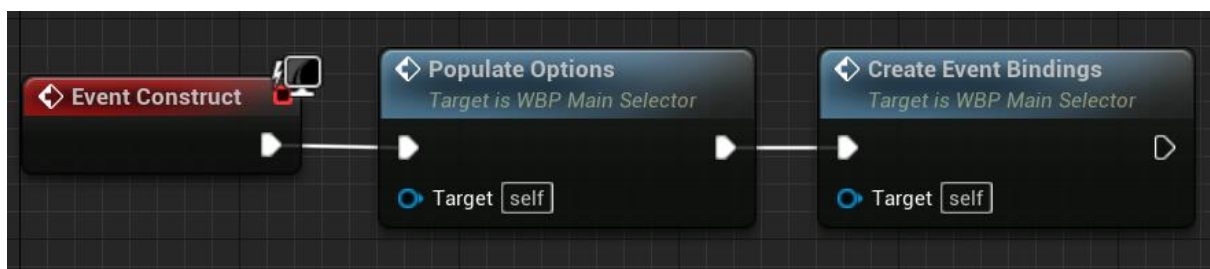 Event Construct
Populate Options
Target is WBP Main Selector
Target self
Create Event Bindings
Target is WBP Main Selector
Target self